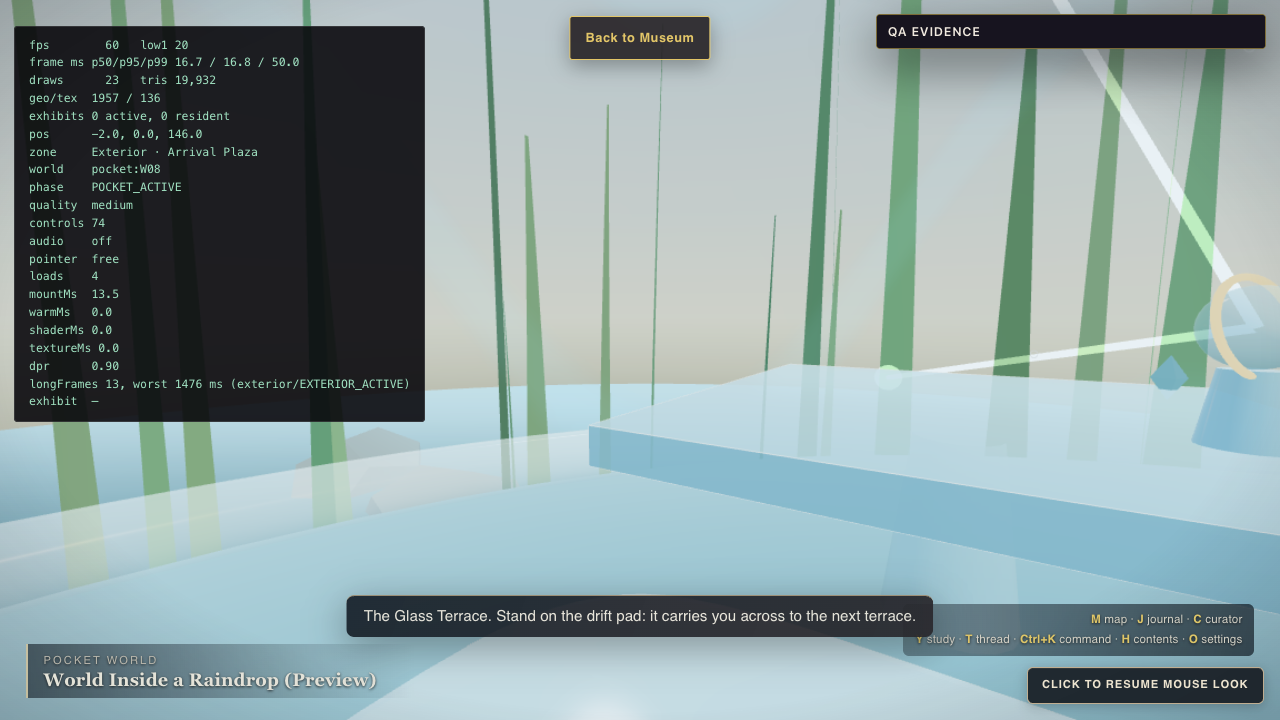 fps 60 low1 20
frame ms p50/p95/p99 16.7 / 16.8 / 50.0
draws 23 tris 19,932
geo/tex 1957 / 136
exhibits 0 active, 0 resident
pos −2.0, 0.0, 146.0
zone Exterior · Arrival Plaza
world pocket:W08
phase POCKET_ACTIVE
quality medium
controls 74
audio off
pointer free
loads 4
mountMs 13.5
warmMs 0.0
shaderMs 0.0
textureMs 0.0
dpr 0.90
longFrames 13, worst 1476 ms (exterior/EXTERIOR_ACTIVE)
exhibit —
Back to Museum
QA EVIDENCE
The Glass Terrace. Stand on the drift pad: it carries you across to the next terrace.
M map · J journal · C curator
Y study · T thread · Ctrl+K command · H contents · O settings
POCKET WORLD
World Inside a Raindrop (Preview)
CLICK TO RESUME MOUSE LOOK